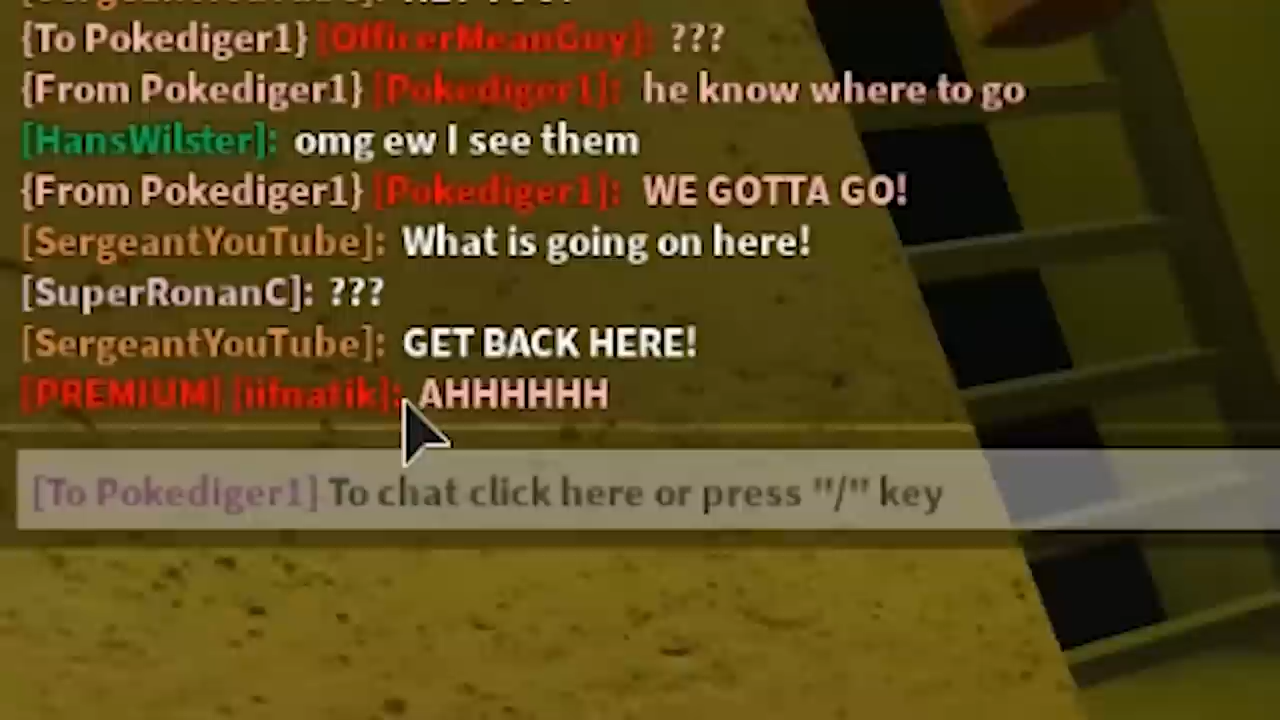 {To Pokediger1} [OfficerMeanGuy]: ???
{From Pokediger1} [Pokediger1]: he know where to go
[HansWilster]: omg ew I see them
{From Pokediger1} [Pokediger1]: WE GOTTA GO!
[SergeantYouTube]: What is going on here!
[SuperRonanC]: ???
[SergeantYouTube]: GET BACK HERE!
[PREMIUM] [iifnatik]: AHHHHHH
[To Pokediger1] To chat click here or press "/" key